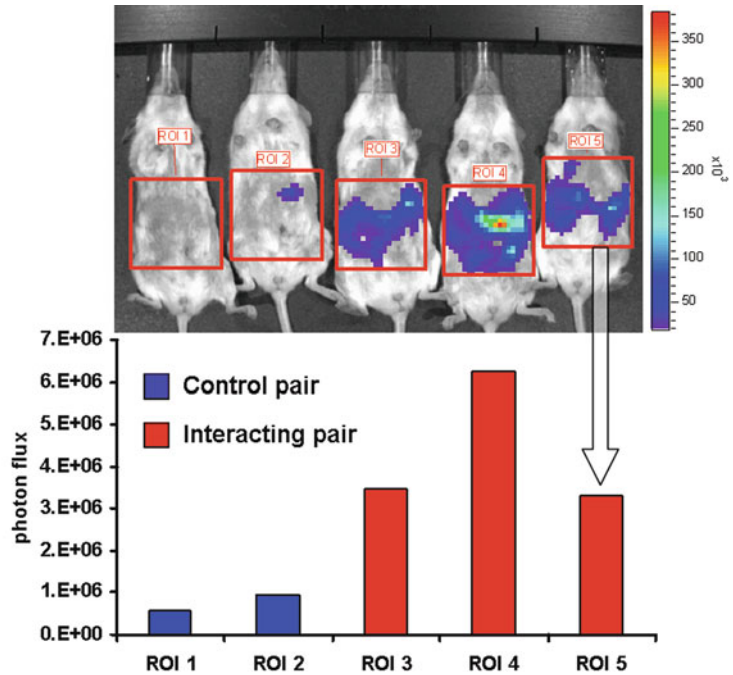 ROI 1
ROI 2
ROI 3
ROI 4
ROI 5
350
300
250
200
150
100
50
x10³
7.E+06
6.E+06
5.E+06
4.E+06
3.E+06
2.E+06
1.E+06
0.E+00
photon flux
Control pair
Interacting pair
ROI 1
ROI 2
ROI 3
ROI 4
ROI 5